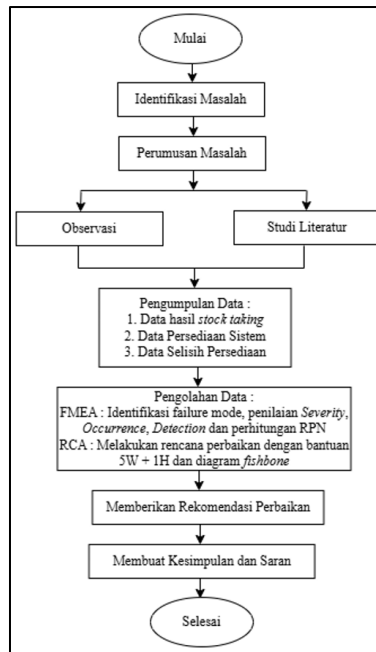 Mulai
Identifikasi Masalah
Perumusan Masalah
Observasi
Studi Literatur
Pengumpulan Data :
1. Data hasil stock taking
2. Data Persediaan Sistem
3. Data Selisih Persediaan
Pengolahan Data :
FMEA : Identifikasi failure mode, penilaian Severity,
Occurrence, Detection dan perhitungan RPN
RCA : Melakukan rencana perbaikan dengan bantuan
5W + 1H dan diagram fishbone
Memberikan Rekomendasi Perbaikan
Membuat Kesimpulan dan Saran
Selesai